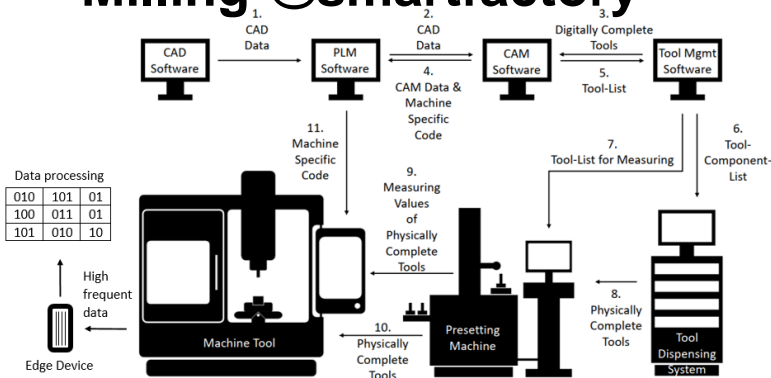 Milling @smartfactory
1.
CAD
Data
2.
CAD
Data
3.
Digitally Complete
Tools
CAD
Software
PLM
Software
CAM
Software
Tool Mgmt
Software
4.
CAM Data &
Machine
Specific
Code
5.
Tool-List
11.
Machine
Specific
Code
7.
Tool-List for Measuring
6.
Tool-
Component-
List
Data processing
010 101 01
100 011 01
101 010 10
9.
Measuring
Values
of
Physically
Complete
Tools
High
frequent
data
8.
Physically
Complete
Tools
Edge Device
Machine Tool
10.
Physically
Complete
Tools
Presetting
Machine
Tool
Dispensing
System